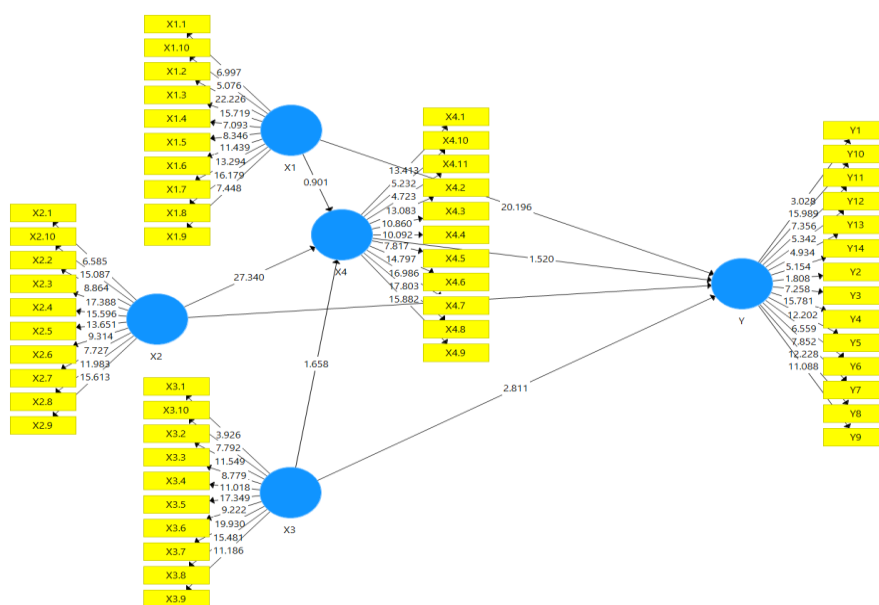 X1.1
X1.10
X1.2
X1.3
X1.4
X1.5
X1.6
X1.7
X1.8
X1.9
6.997
5.076
22.226
15.719
7.093
8.346
11.439
13.294
16.179
7.448
X1
0.901
X2.1
X2.10
X2.2
X2.3
X2.4
X2.5
X2.6
X2.7
X2.8
X2.9
6.585
15.087
8.864
17.388
15.596
13.651
9.314
7.727
11.983
15.613
X2
27.340
X3.1
X3.10
X3.2
X3.3
X3.4
X3.5
X3.6
X3.7
X3.8
X3.9
3.926
7.792
11.549
8.779
11.018
17.349
9.222
19.930
15.481
11.186
X3
1.658
X4
13.413
5.232
4.723
13.083
10.860
10.092
7.817
14.797
16.986
17.803
15.882
X4.1
X4.10
X4.11
X4.2
X4.3
X4.4
X4.5
X4.6
X4.7
X4.8
X4.9
20.196
1.520
2.811
Y
3.028
15.989
7.356
5.342
4.934
5.154
1.808
7.258
15.781
12.202
6.559
7.852
12.228
11.088
Y1
Y10
Y11
Y12
Y13
Y14
Y2
Y3
Y4
Y5
Y6
Y7
Y8
Y9